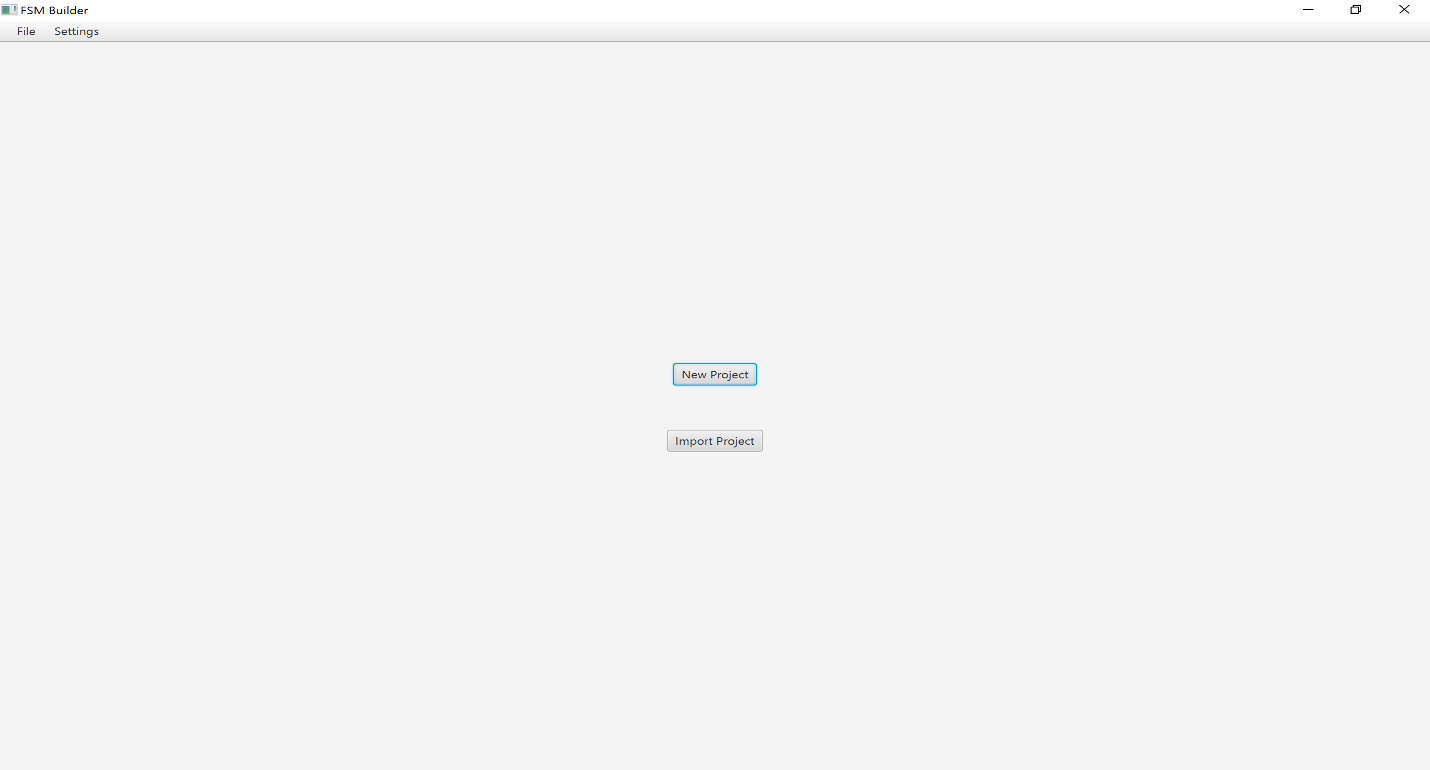 FSM Builder
File Settings
New Project
Import Project